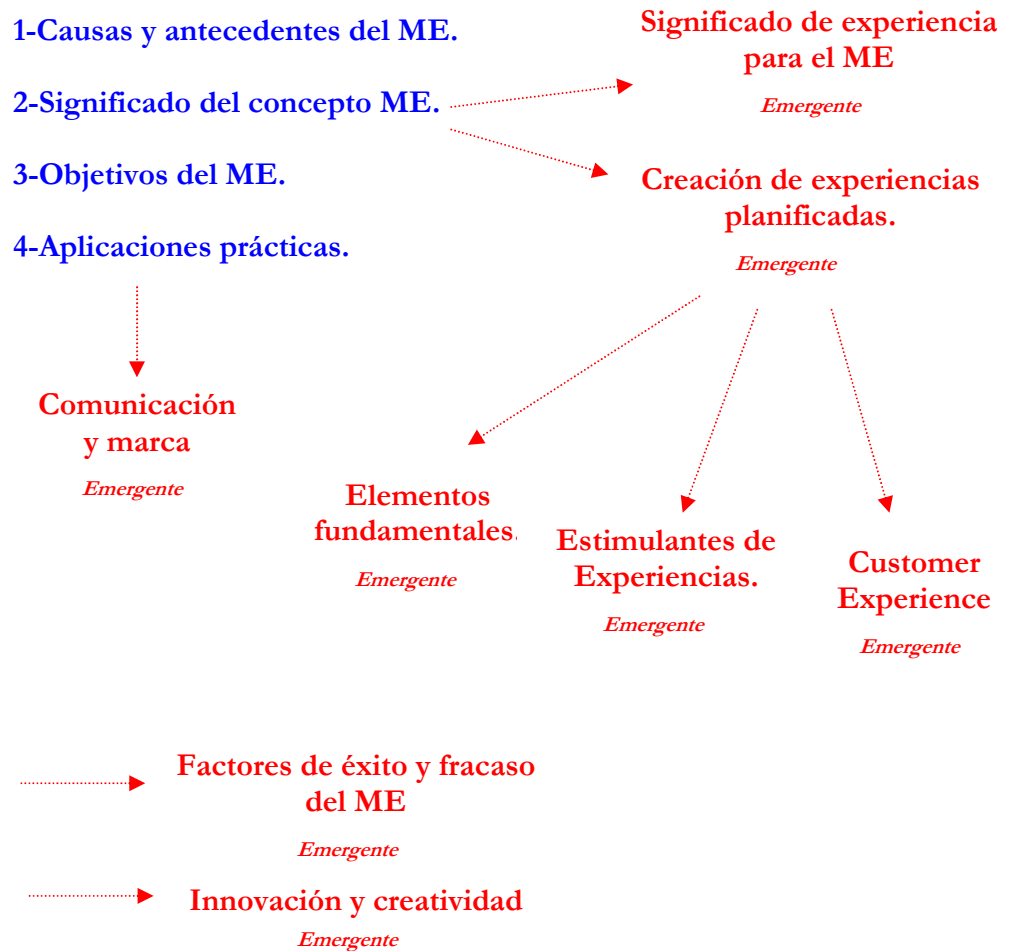 1-Causas y antecedentes del ME.
2-Significado del concepto ME.
3-Objetivos del ME.
4-Aplicaciones prácticas.
Significado de experiencia
para el ME
Emergente
Creación de experiencias
planificadas.
Emergente
Comunicación
y marca
Emergente
Elementos
fundamentales.
Emergente
Estimulantes de
Experiencias.
Emergente
Customer
Experience
Emergente
Factores de éxito y fracaso
del ME
Emergente
Innovación y creatividad
Emergente